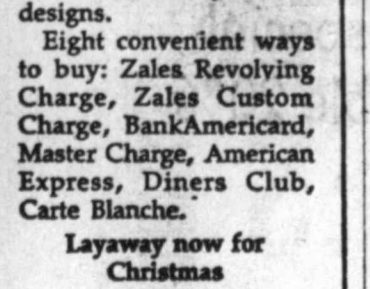 designs.
Eight convenient ways
to buy: Zales Revolving
Charge, Zales Custom
Charge, BankAmericard,
Master Charge, American
Express, Diners Club,
Carte Blanche.
Layaway now for
Christmas